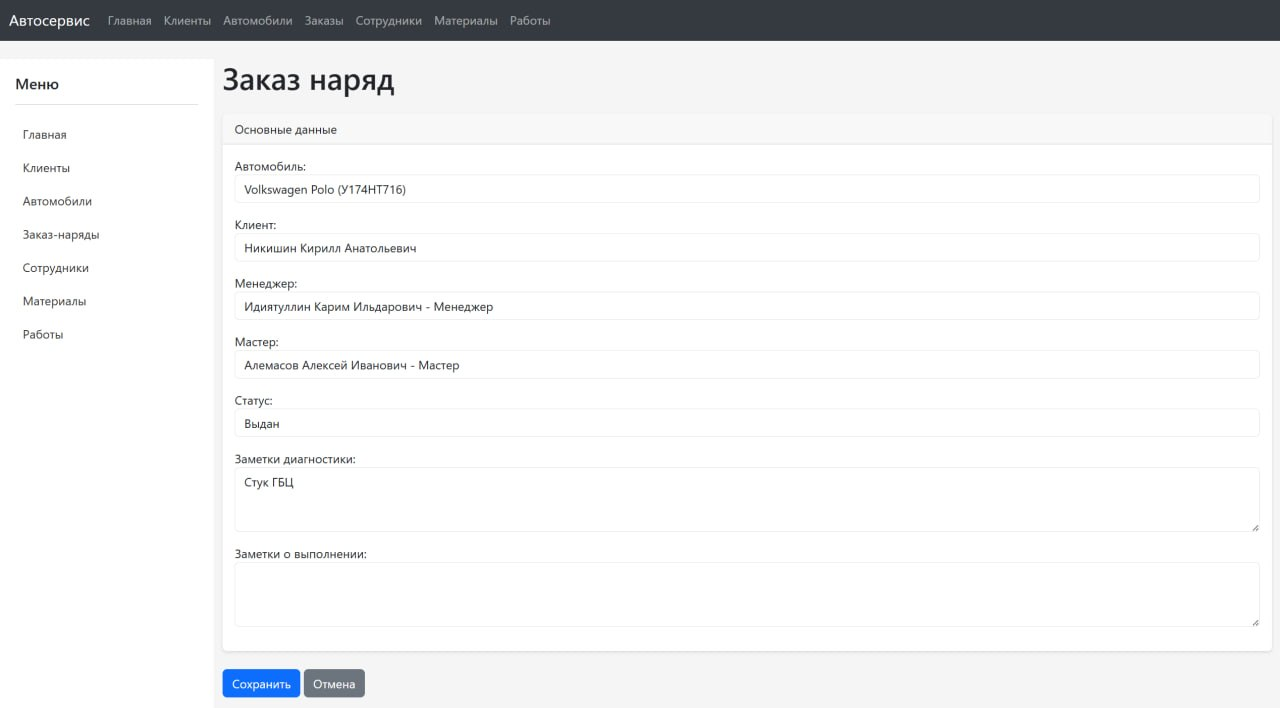 Автосервис Главная Клиенты Автомобили Заказы Сотрудники Материалы Работы
Меню
Главная
Клиенты
Автомобили
Заказ-наряды
Сотрудники
Материалы
Работы
Заказ наряд
Основные данные
Автомобиль:
Volkswagen Polo (У174НТ716)
Клиент:
Никишин Кирилл Анатольевич
Менеджер:
Идиятуллин Карим Ильдарович - Менеджер
Мастер:
Алемасов Алексей Иванович - Мастер
Статус:
Выдан
Заметки диагностики:
Стук ГБЦ
Заметки о выполнении:
Сохранить Отмена